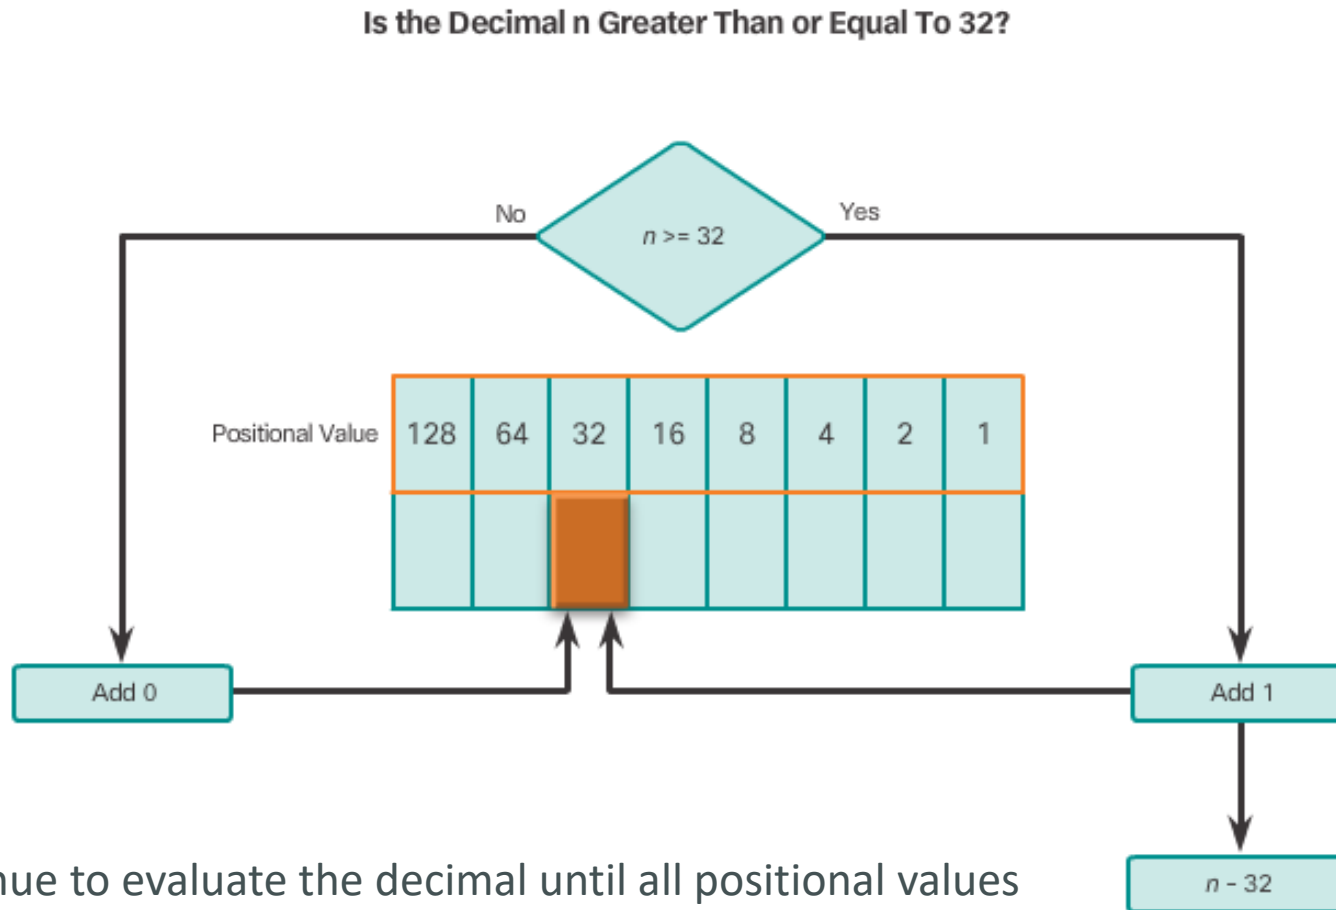 Is the Decimal n Greater Than or Equal To 32?
No
Yes
n >= 32
Positional Value 128 64 32 16 8 4 2 1
Add 0
Add 1
to evaluate the decimal until all positional values
n - 32